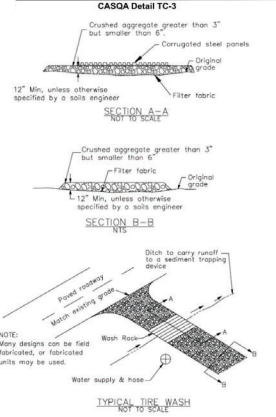 CASQA Detail TC-3
Crushed aggregate greater than 3"
but smaller than 6".
Corrugated steel panels
Original
grade
12" Min, unless otherwise
specified by a soils engineer
Filter fabric
SECTION A-A
NOT TO SCALE
Crushed aggregate greater than 3"
but smaller than 6"
Filter fabric
Original
grade
12" Min, unless otherwise
specified by a soils engineer
SECTION B-B
NTS
Ditch to carry runoff
to a sediment trapping
device
Paved roadway
Match existing grade
A
NOTE:
Many designs can be field
fabricated, or fabricated
units may be used.
Wash Rack
A
B
Water supply & hose
B
TYPICAL TIRE WASH
NOT TO SCALE